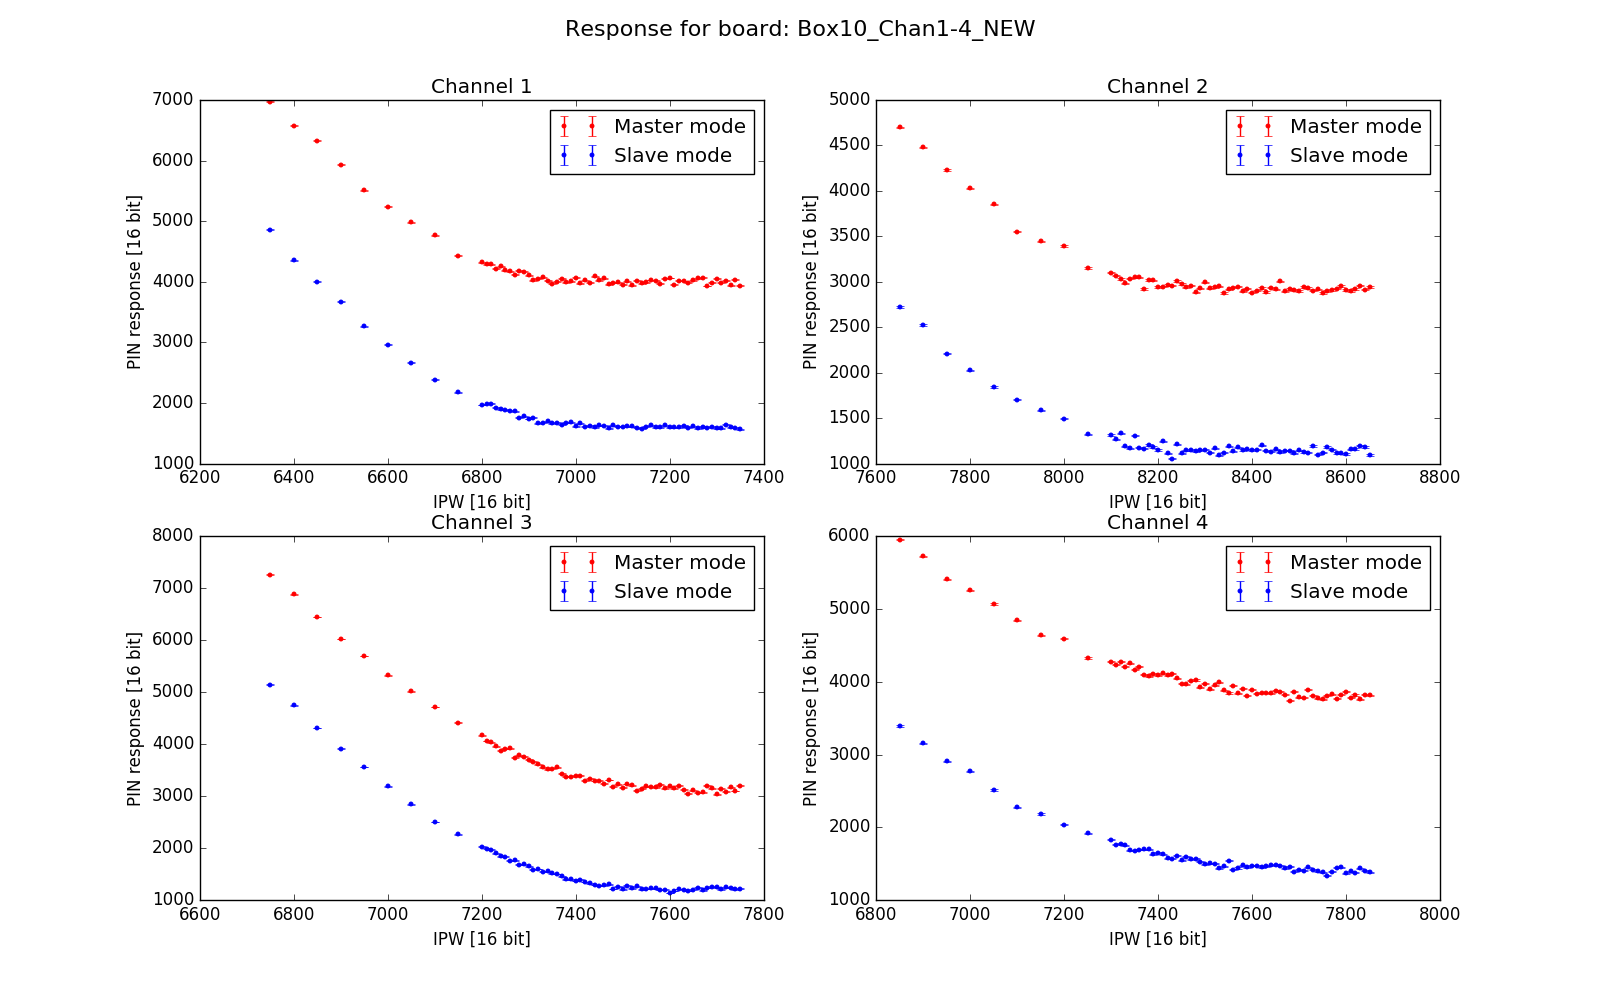 Response for board: Box10_Chan1-4_NEW
Channel 1
7000
6000
5000
4000
3000
2000
1000
PIN response [16 bit]
Master mode
Slave mode
6200 6400 6600 6800 7000 7200 7400
IPW [16 bit]
Channel 2
5000
4500
4000
3500
3000
2500
2000
1500
1000
PIN response [16 bit]
Master mode
Slave mode
7600 7800 8000 8200 8400 8600 8800
IPW [16 bit]
Channel 3
8000
7000
6000
5000
4000
3000
2000
1000
PIN response [16 bit]
Master mode
Slave mode
6600 6800 7000 7200 7400 7600 7800
IPW [16 bit]
Channel 4
6000
5000
4000
3000
2000
1000
PIN response [16 bit]
Master mode
Slave mode
6800 7000 7200 7400 7600 7800 8000
IPW [16 bit]